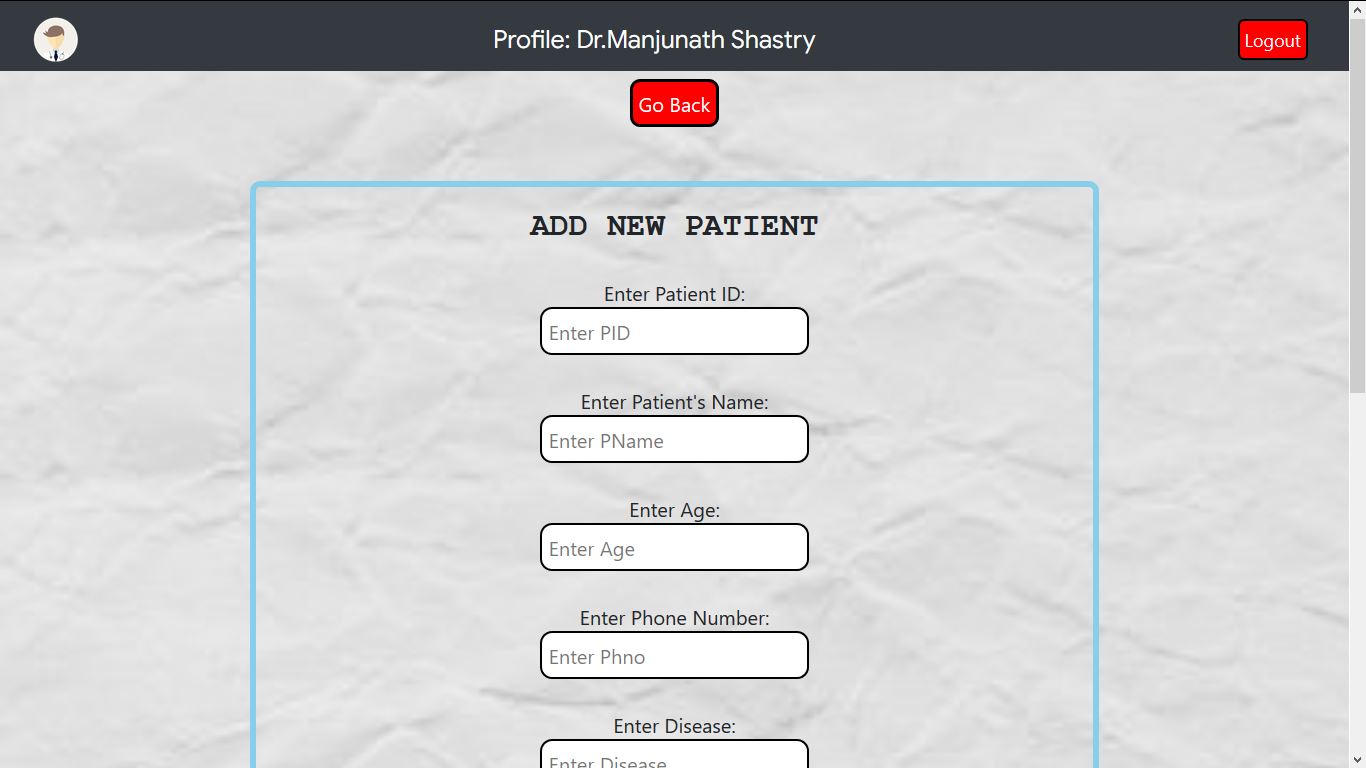 Profile: Dr.Manjunath Shastry
Logout
Go Back
ADD NEW PATIENT
Enter Patient ID:
Enter PID
Enter Patient's Name:
Enter PName
Enter Age:
Enter Age
Enter Phone Number:
Enter Phno
Enter Disease:
Enter Disease